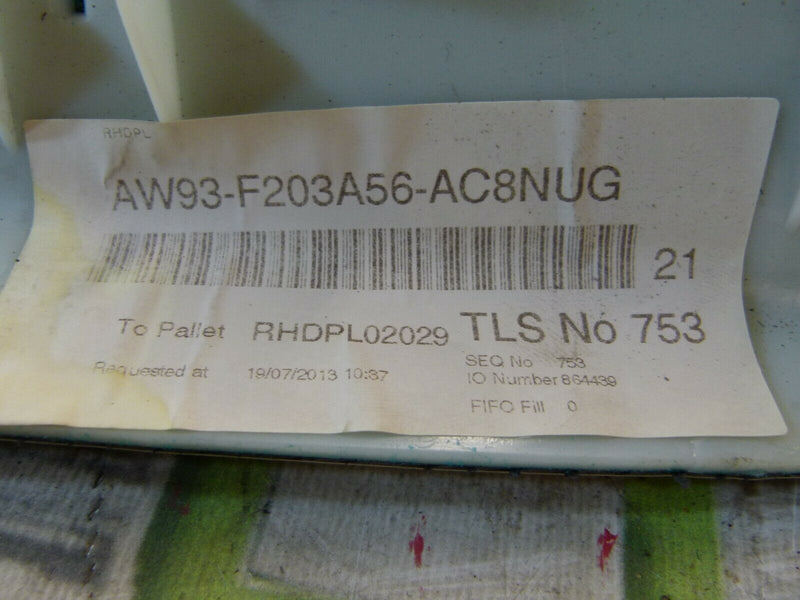 RHDPL
AW93-F203A56-AC8NUG
21
To Pallet RHDPL02029 TLS No 753
SEQ No 753
Requested at 19/07/2013 10:37
IO Number 864439
FIFO Fill 0